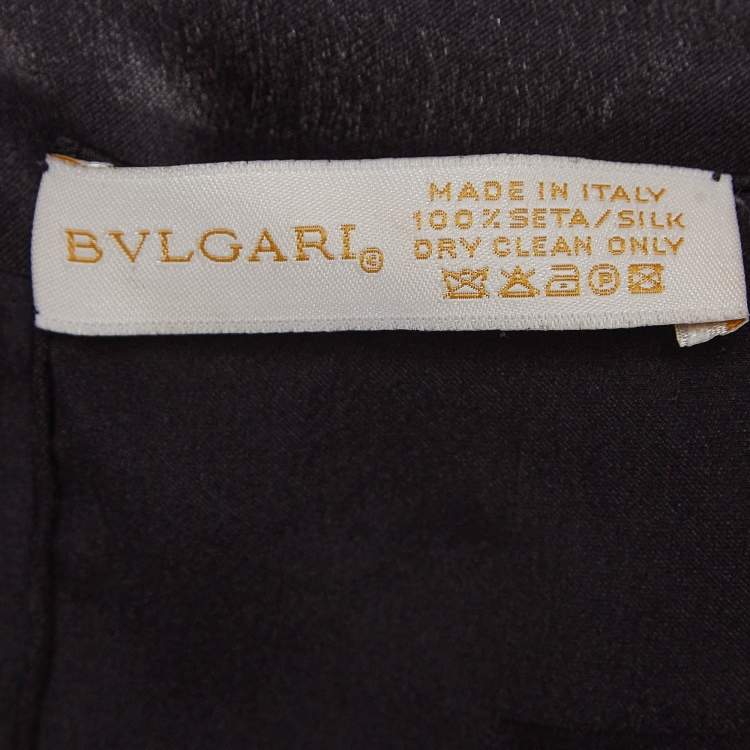 BVLGARI®
MADE IN ITALY
100% SETA/SILK
DRY CLEAN ONLY
P